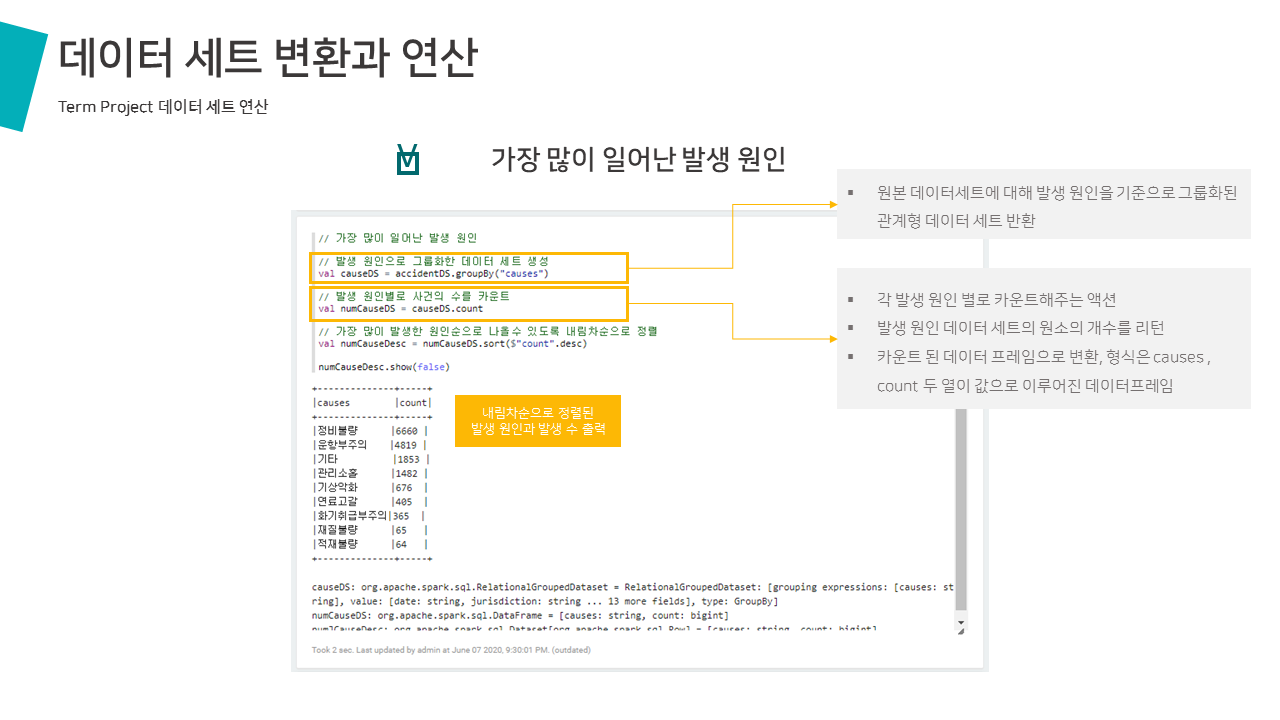 데이터 세트 변환과 연산
Term Project 데이터 세트 연산
가장 많이 일어난 발생 원인
▪ 원본 데이터세트에 대해 발생 원인을 기준으로 그룹화된
관계형 데이터 세트 반환
// 가장 많이 일어난 발생 원인
// 발생 원인으로 그룹화한 데이터 세트 생성
val causeDS = accidentDS.groupBy("causes")
// 발생 원인별로 사건의 수를 카운트
val numCauseDS = causeDS.count
▪ 각 발생 원인 별로 카운트해주는 액션
▪ 발생 원인 데이터 세트의 원소의 개수를 리턴
▪ 카운트 된 데이터 프레임으로 변환, 형식은 causes ,
count 두 열이 값으로 이루어진 데이터프레임
// 가장 많이 발생한 원인순으로 나올수 있도록 내림차순으로 정렬
val numCauseDesc = numCauseDS.sort($"count".desc)
numCauseDesc.show(false)
+--------------+-----+
|causes        |count|
+--------------+-----+
|정비불량 |6660 |
|운항부주의 |4819 |
|기타 |1853 |
|관리소홀 |1482 |
|기상악화 |676 |
|연료고갈 |405 |
|화기취급부주의|365 |
|재질불량 |65 |
|적재불량 |64 |
+--------------+-----+
내림차순으로 정렬된
발생 원인과 발생 수 출력
causeDS: org.apache.spark.sql.RelationalGroupedDataset = RelationalGroupedDataset: [grouping expressions: [causes: st
ring], value: [date: string, jurisdiction: string ... 13 more fields], type: GroupBy]
numCauseDS: org.apache.spark.sql.DataFrame = [causes: string, count: bigint]
org.apache.spark.sql.Dataset[org.apache.spark.sql.Row] = [causes: string, count: bigint]
Took 2 sec. Last updated by admin at June 07 2020, 9:30:01 PM. (outdated)